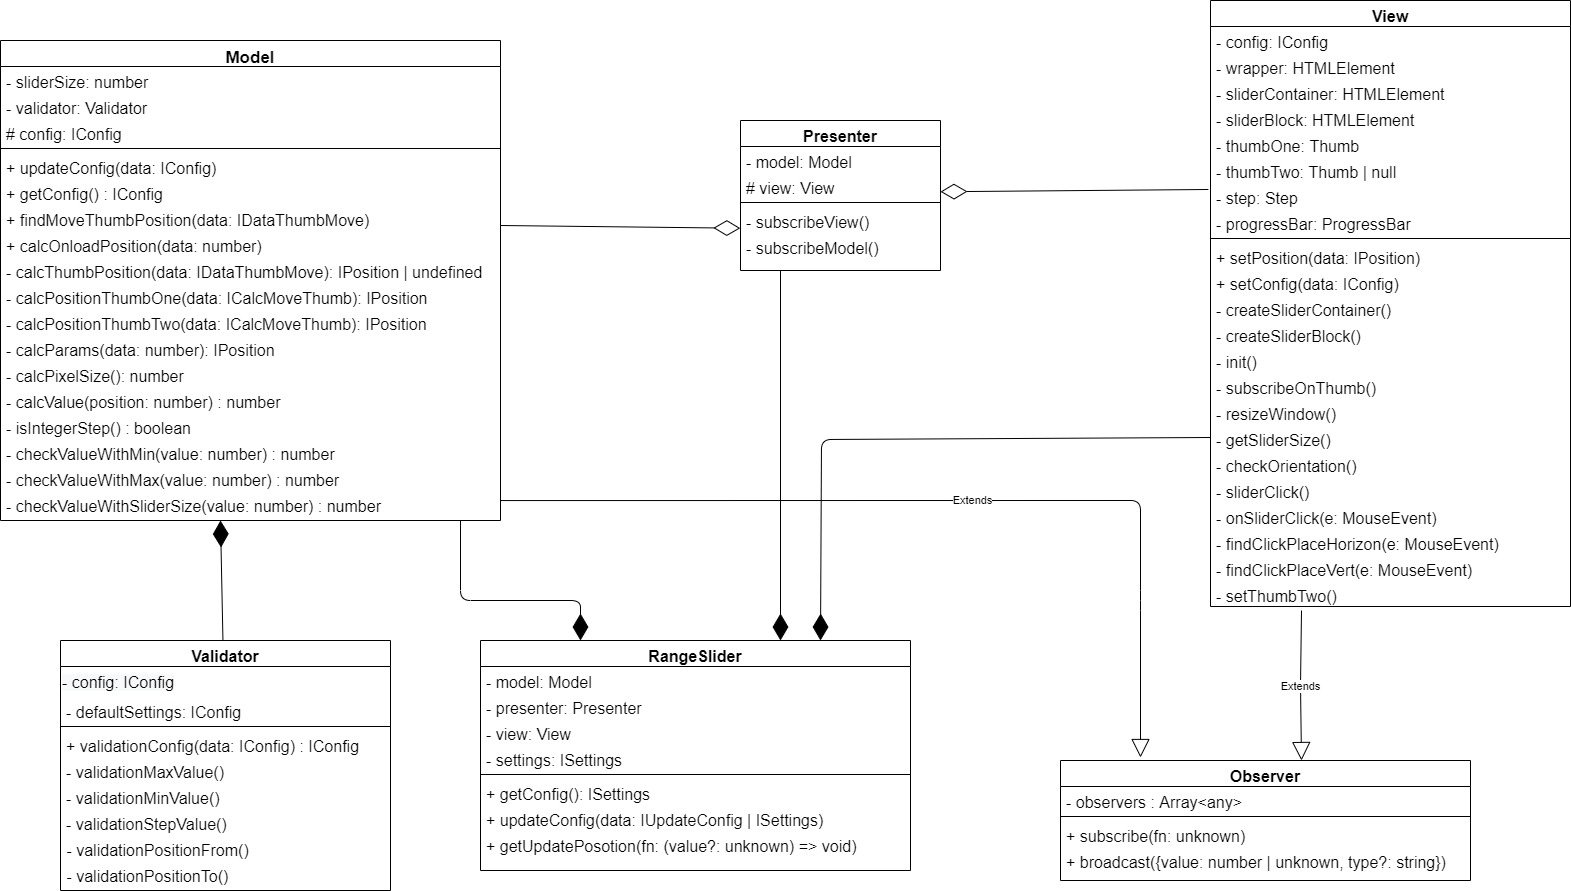 Model
- sliderSize: number
- validator: Validator
# config: IConfig
+ updateConfig(data: IConfig)
+ getConfig() : IConfig
+ findMoveThumbPosition(data: IDataThumbMove)
+ calcOnloadPosition(data: number)
- calcThumbPosition(data: IDataThumbMove): IPosition | undefined
- calcPositionThumbOne(data: ICalcMoveThumb): IPosition
- calcPositionThumbTwo(data: ICalcMoveThumb): IPosition
- calcParams(data: number): IPosition
- calcPixelSize(): number
- calcValue(position: number) : number
- isIntegerStep() : boolean
- checkValueWithMin(value: number) : number
- checkValueWithMax(value: number) : number
- checkValueWithSliderSize(value: number) : number
Presenter
- model: Model
# view: View
- subscribeView()
- subscribeModel()
View
- config: IConfig
- wrapper: HTMLElement
- sliderContainer: HTMLElement
- sliderBlock: HTMLElement
- thumbOne: Thumb
- thumbTwo: Thumb | null
- step: Step
- progressBar: ProgressBar
+ setPosition(data: IPosition)
+ setConfig(data: IConfig)
- createSliderContainer()
- createSliderBlock()
- init()
- subscribeOnThumb()
- resizeWindow()
- getSliderSize()
- checkOrientation()
- sliderClick()
- onSliderClick(e: MouseEvent)
- findClickPlaceHorizon(e: MouseEvent)
- findClickPlaceVert(e: MouseEvent)
- setThumbTwo()
Extends
Extends
Validator
- config: IConfig
- defaultSettings: IConfig
+ validationConfig(data: IConfig) : IConfig
- validationMaxValue()
- validationMinValue()
- validationStepValue()
- validationPositionFrom()
- validationPositionTo()
RangeSlider
- model: Model
- presenter: Presenter
- view: View
- settings: ISettings
+ getConfig(): ISettings
+ updateConfig(data: IUpdateConfig | ISettings)
+ getUpdatePosotion(fn: (value?: unknown) => void)
Observer
- observers : Array<any>
+ subscribe(fn: unknown)
+ broadcast({value: number | unknown, type?: string})